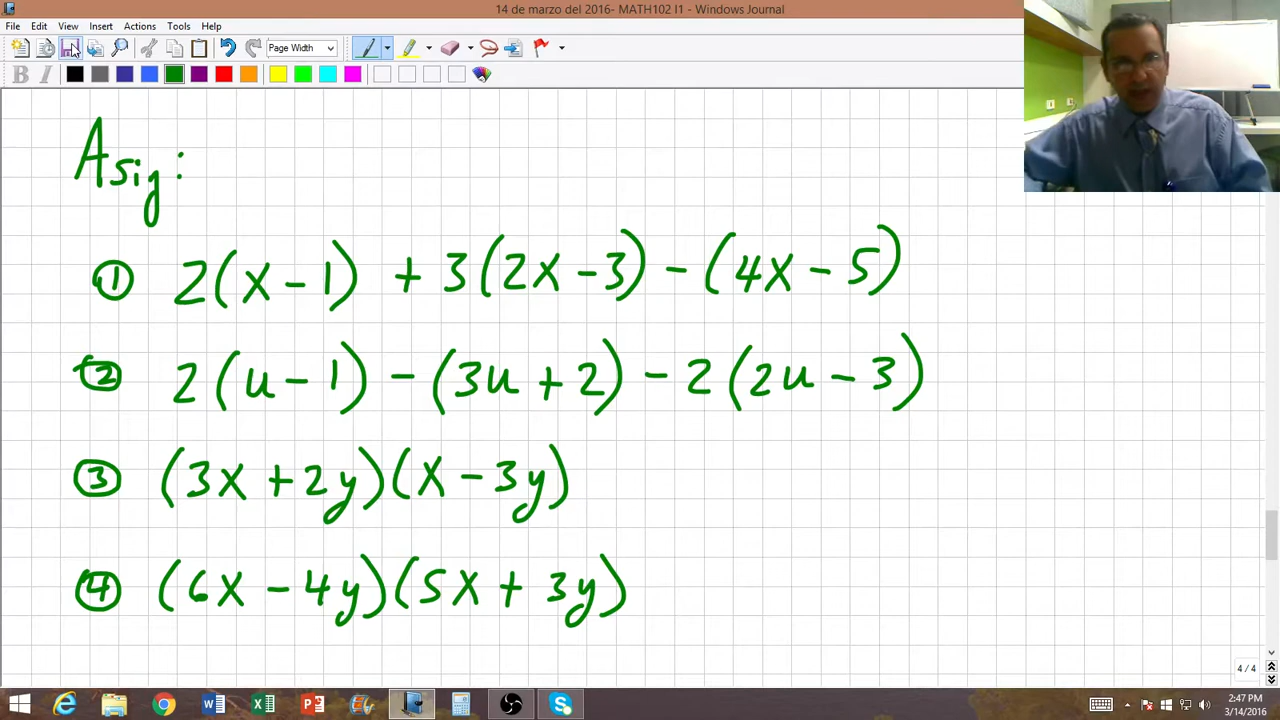 14 de marzo del 2016- MATH102 I1 - Windows Journal
File Edit View Insert Actions Tools Help
Page Width
B I
Asig:
① 2(x-1) + 3(2x-3) - (4x-5)
② 2(u-1) - (3u+2) - 2(2u-3)
③ (3x+2y)(x-3y)
④ (6x-4y)(5x+3y)
4 / 4
2:47 PM
3/14/2016